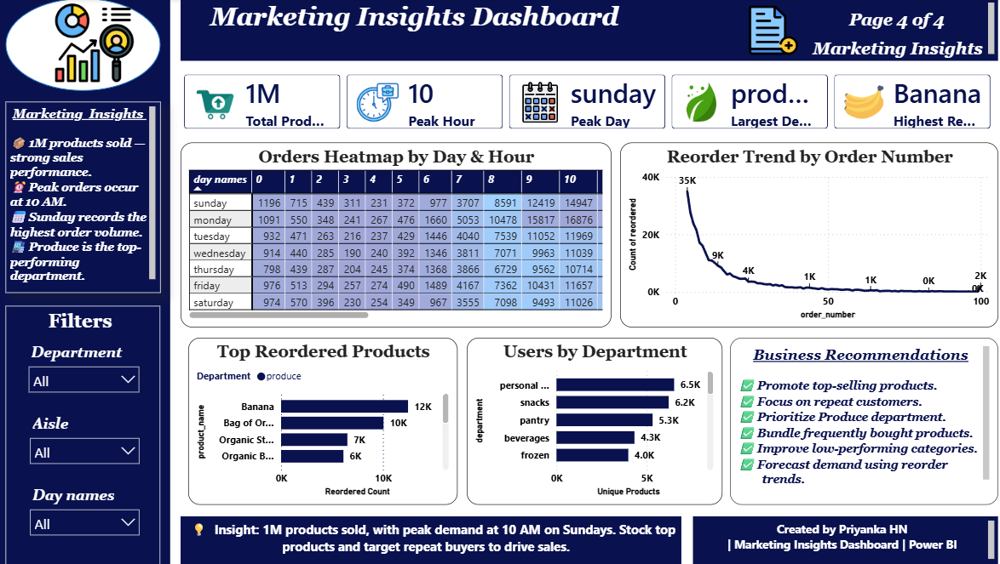 Marketing Insights Dashboard
Page 4 of 4
Marketing Insights
Marketing Insights
📦 1M products sold —
strong sales
performance.
⏰ Peak orders occur
at 10 AM.
📅 Sunday records the
highest order volume.
Produce is the top-
performing
department.
Filters
Department
All
Aisle
All
Day names
All
1M
Total Prod...
10
Peak Hour
sunday
Peak Day
prod...
Largest De...
Banana
Highest Re...
Orders Heatmap by Day & Hour
day names 0 1 2 3 4 5 6 7 8 9 10
sunday 1196 715 439 311 231 372 977 3707 8591 12419 14947
monday 1091 550 348 241 267 476 1660 5053 10478 15817 16876
tuesday 932 471 263 216 237 429 1446 4040 7539 11052 11969
wednesday 914 440 285 190 240 392 1346 3811 7071 9963 11039
thursday 798 439 287 204 245 374 1368 3866 6729 9562 10714
friday 976 513 294 257 274 490 1489 4167 7362 10431 11657
saturday 974 570 396 230 254 349 967 3555 7098 9493 11026
Reorder Trend by Order Number
Count of reordered
40K
20K
0K
35K
9K
4K
1K
1K
0K
2K
0K
0 50 100
order_number
Top Reordered Products
Department produce
product_name
Banana 12K
Bag of Or... 10K
Organic St... 7K
Organic B... 6K
0K 10K
Reordered Count
Users by Department
department
personal ... 6.5K
snacks 6.2K
pantry 5.3K
beverages 4.3K
frozen 4.0K
0K 5K
Unique Products
Business Recommendations
✅ Promote top-selling products.
✅ Focus on repeat customers.
✅ Prioritize Produce department.
✅ Bundle frequently bought products.
✅ Improve low-performing categories.
✅ Forecast demand using reorder
trends.
💡 Insight: 1M products sold, with peak demand at 10 AM on Sundays. Stock top
products and target repeat buyers to drive sales.
Created by Priyanka HN
| Marketing Insights Dashboard | Power BI